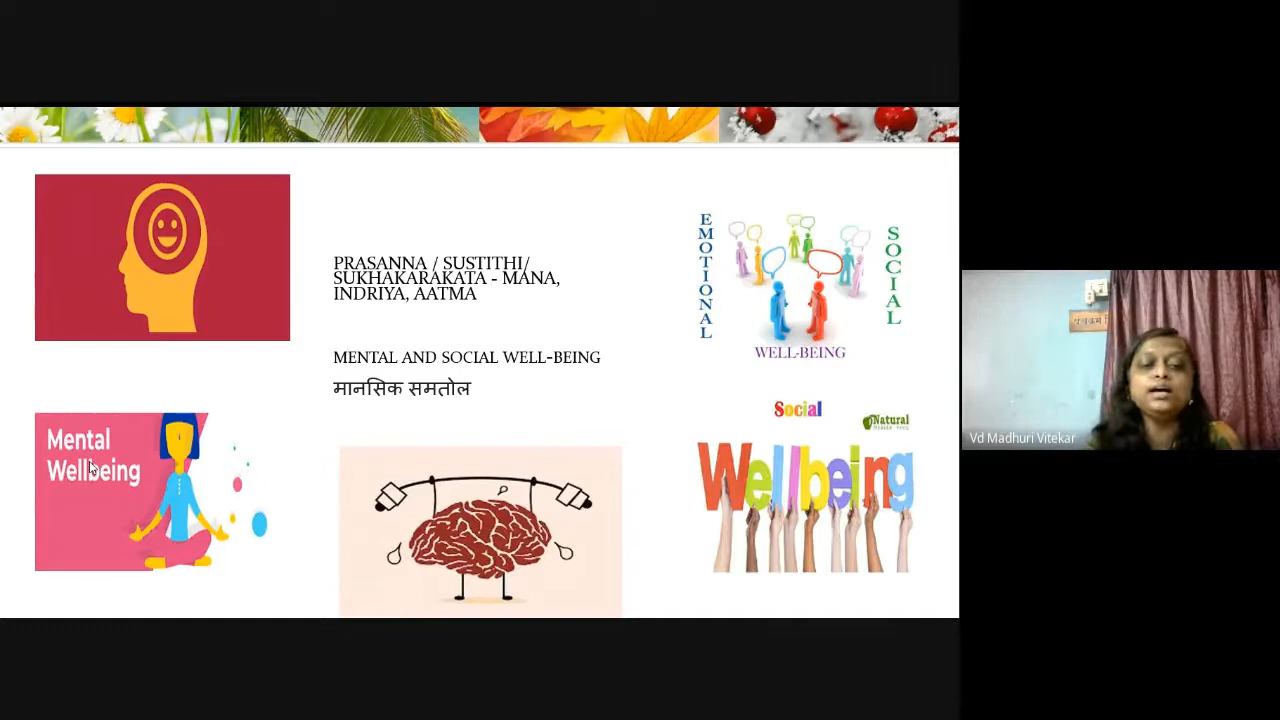 PRASANNA / SUSTITHI/
SUKHAKARAKATA - MANA,
INDRIYA, AATMA
MENTAL AND SOCIAL WELL-BEING
मानसिक समतोल
Mental
Wellbeing
EMOTIONAL
SOCIAL
WELL-BEING
Social
Natural
Wellbeing
Vd Madhuri Vitekar